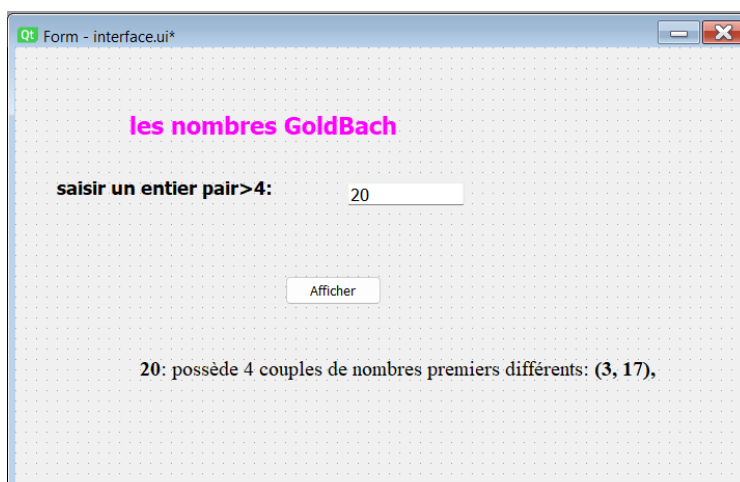 Qt Form - interface.ui*
les nombres GoldBach
saisir un entier pair>4: 20
Afficher
20: possède 4 couples de nombres premiers différents: (3, 17),